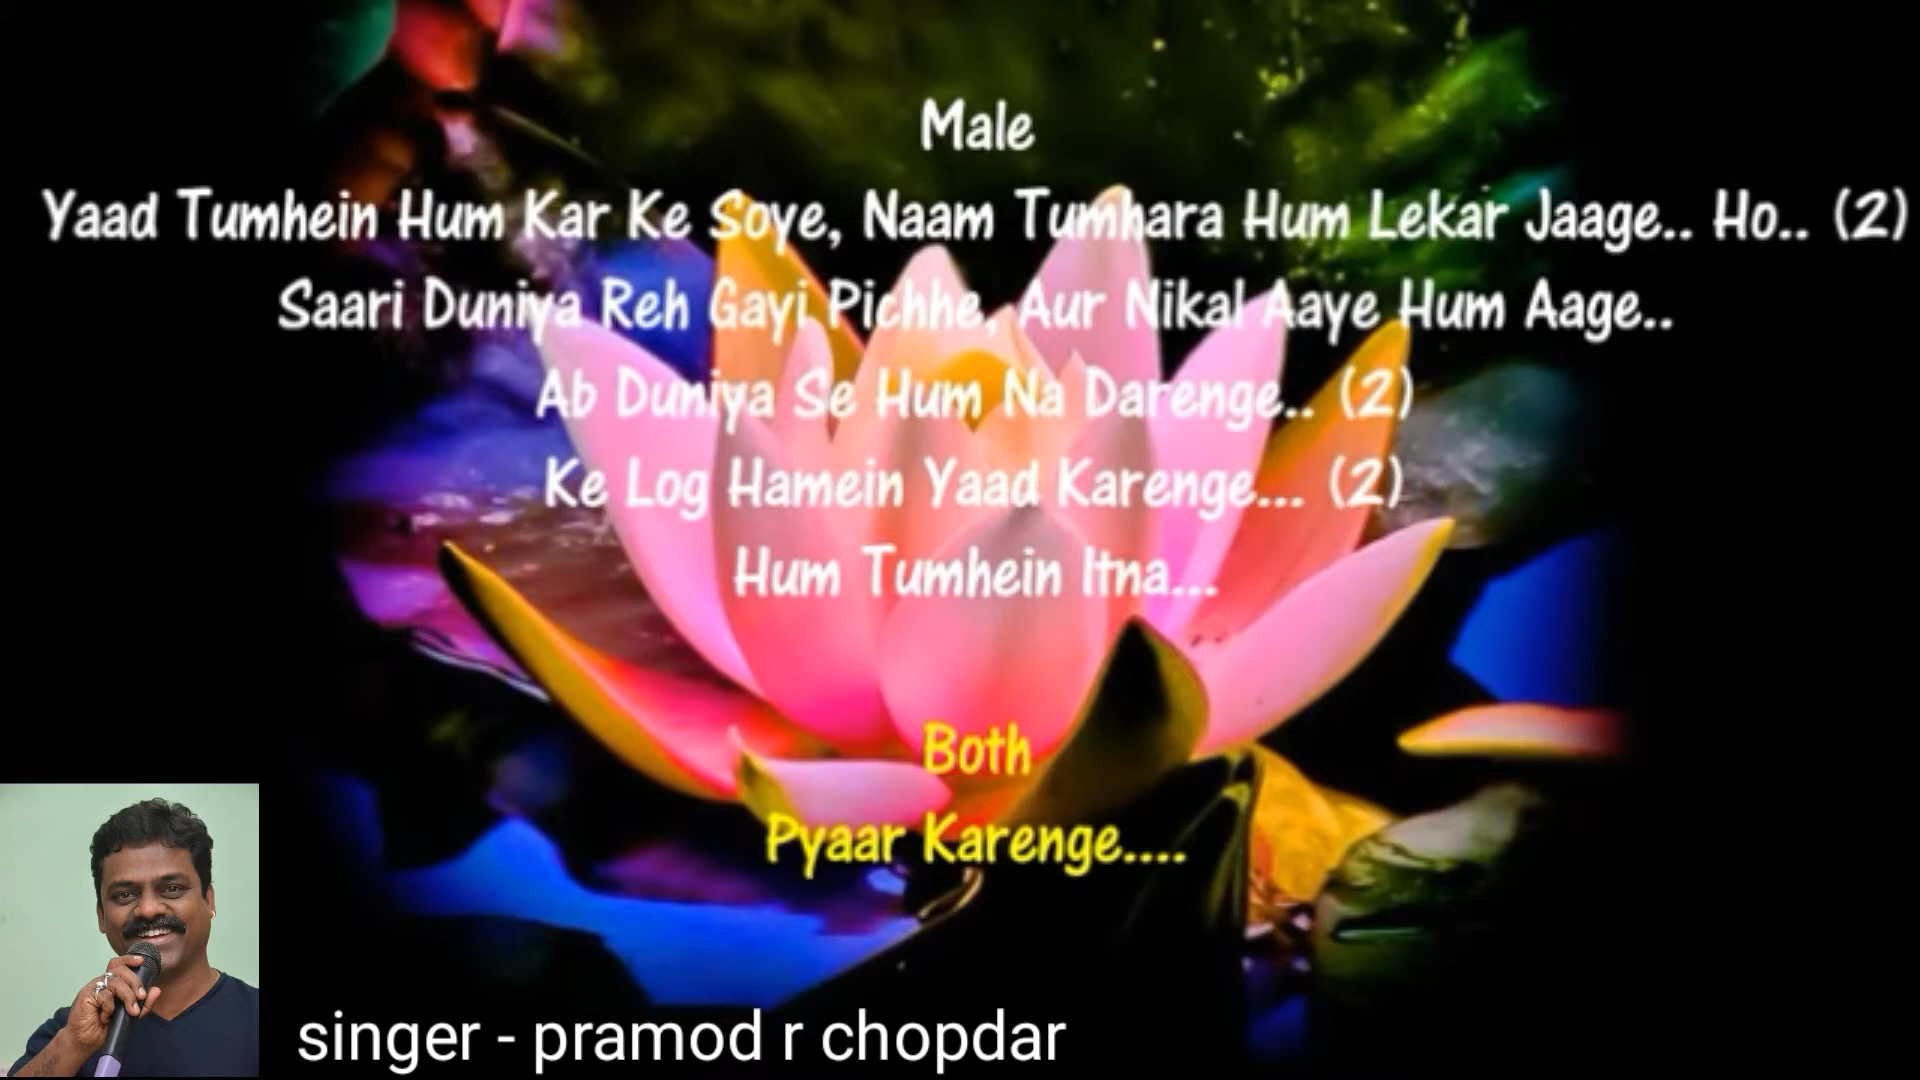 Male
Yaad Tumhein Hum Kar Ke Soye, Naam Tumhara Hum Lekar Jaage.. Ho.. (2)
Saari Duniya Reh Gayi Pichhe, Aur Nikal Aaye Hum Aage..
Ab Duniya Se Hum Na Darenge.. (2)
Ke Log Hamein Yaad Karenge... (2)
Hum Tumhein Itna...
Both
Pyaar Karenge....
singer - pramod r chopdar